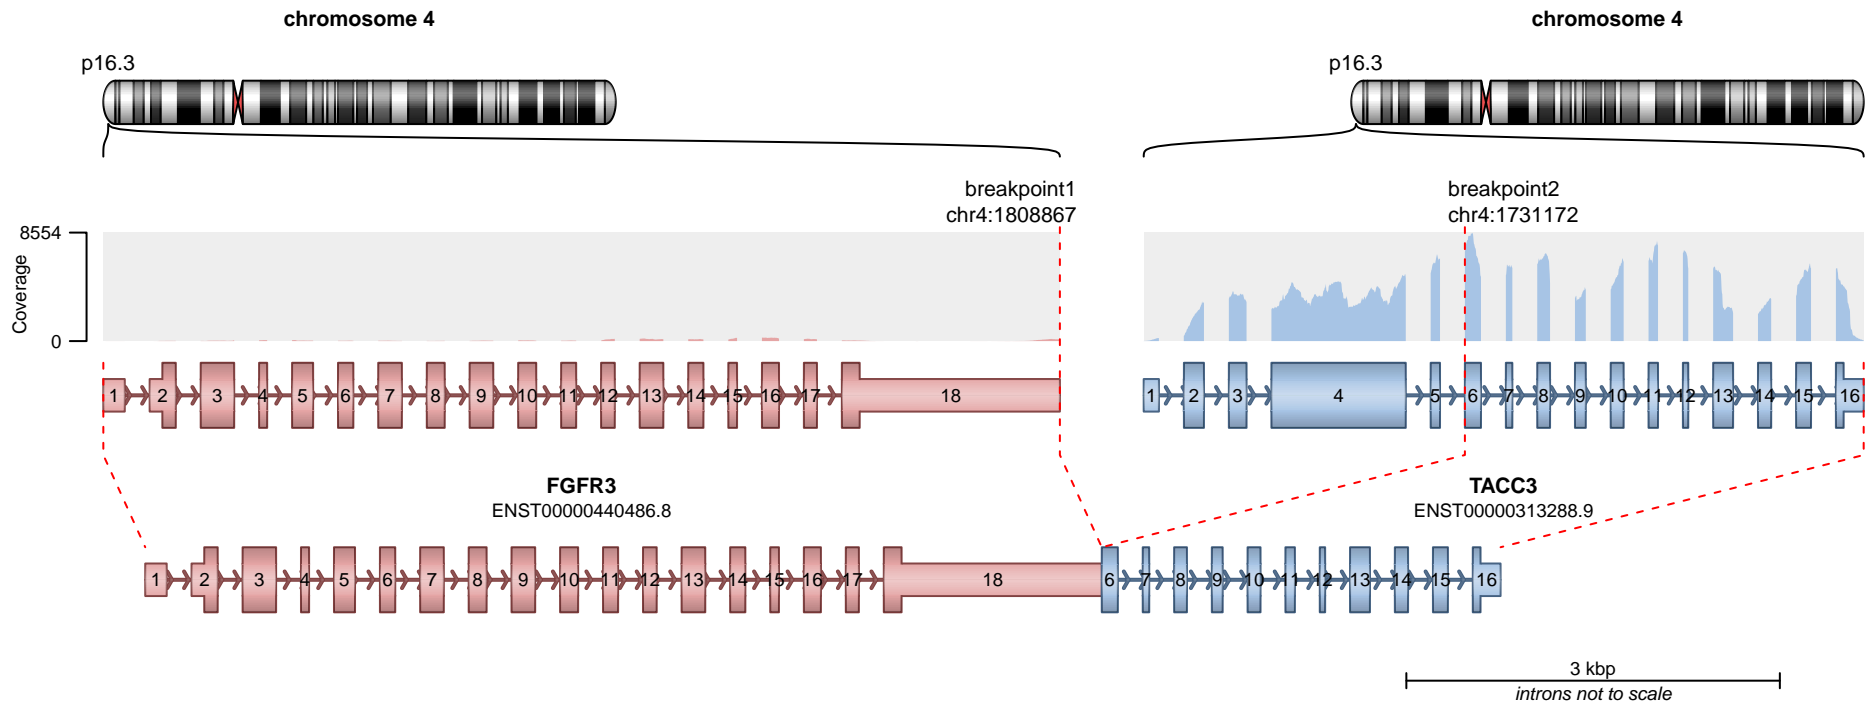 chromosome 4 chromosome 4
p16.3 p16.3
breakpoint1 breakpoint2
chr4:1808867 chr4:1731172
8554
Coverage
0
1 2 3 4 5 6 7 8 9 10 11 12 13 14 15 16 17 18 1 2 3 4 5 6 7 8 9 10 11 12 13 14 15 16
FGFR3 TACC3
ENST00000440486.8 ENST00000313288.9
1 2 3 4 5 6 7 8 9 10 11 12 13 14 15 16 17 18 6 7 8 9 10 11 12 13 14 15 16
3 kbp
introns not to scale